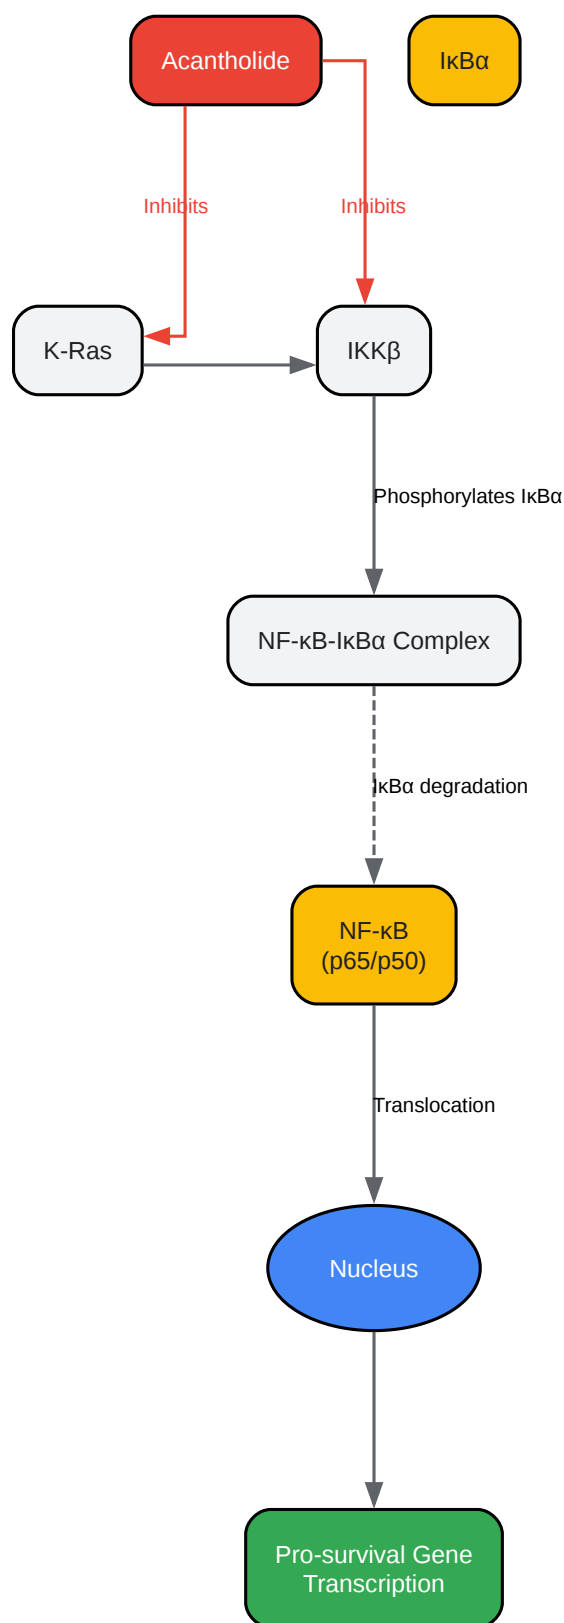 Acantholide
IκBα
Inhibits
Inhibits
K-Ras
IKKβ
Phosphorylates IκBα
NF-κB-IκBα Complex
IκBα degradation
NF-κB
(p65/p50)
Translocation
Nucleus
Pro-survival Gene
Transcription